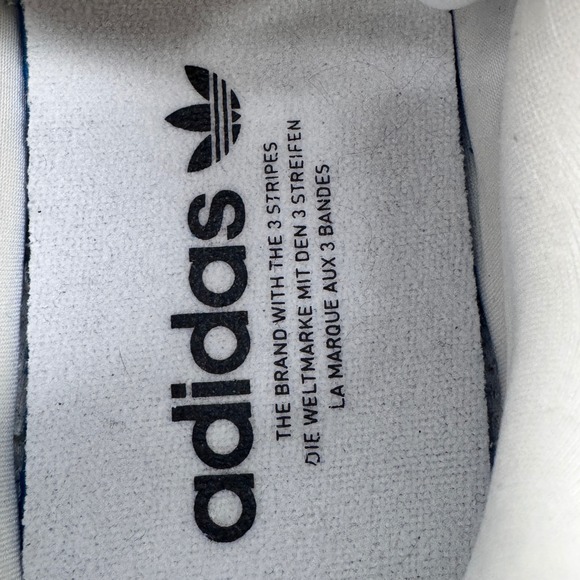 adidas
THE BRAND WITH THE 3 STRIPES
DIE WELTMARKE MIT DEN 3 STREIFEN
LA MARQUE AUX 3 BANDES